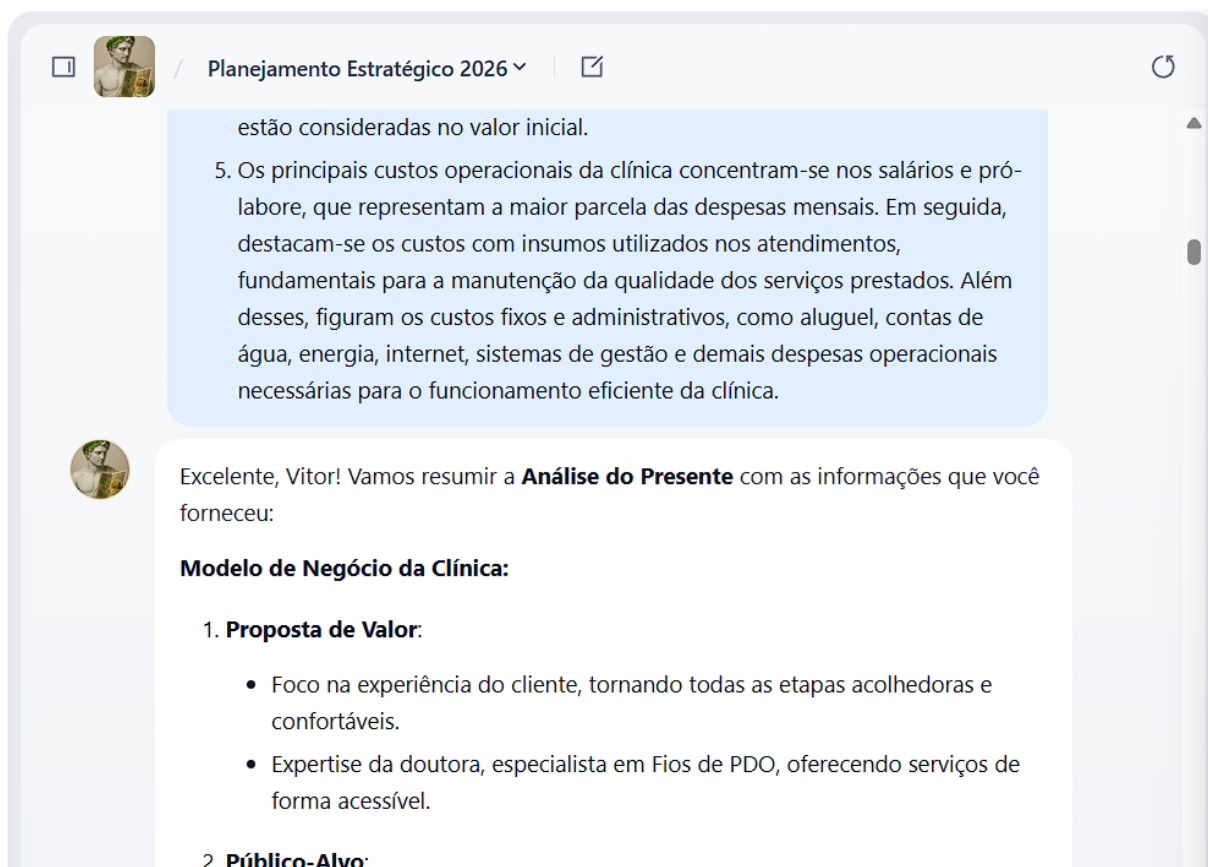 Planejamento Estratégico 2026
estão consideradas no valor inicial.
5. Os principais custos operacionais da clínica concentram-se nos salários e pró-
labore, que representam a maior parcela das despesas mensais. Em seguida,
destacam-se os custos com insumos utilizados nos atendimentos,
fundamentais para a manutenção da qualidade dos serviços prestados. Além
desses, figuram os custos fixos e administrativos, como aluguel, contas de
água, energia, internet, sistemas de gestão e demais despesas operacionais
necessárias para o funcionamento eficiente da clínica.
Excelente, Vitor! Vamos resumir a Análise do Presente com as informações que você
forneceu:
Modelo de Negócio da Clínica:
1. Proposta de Valor:
• Foco na experiência do cliente, tornando todas as etapas acolhedoras e
confortáveis.
• Expertise da doutora, especialista em Fios de PDO, oferecendo serviços de
forma acessível.
2. Público-Alvo: